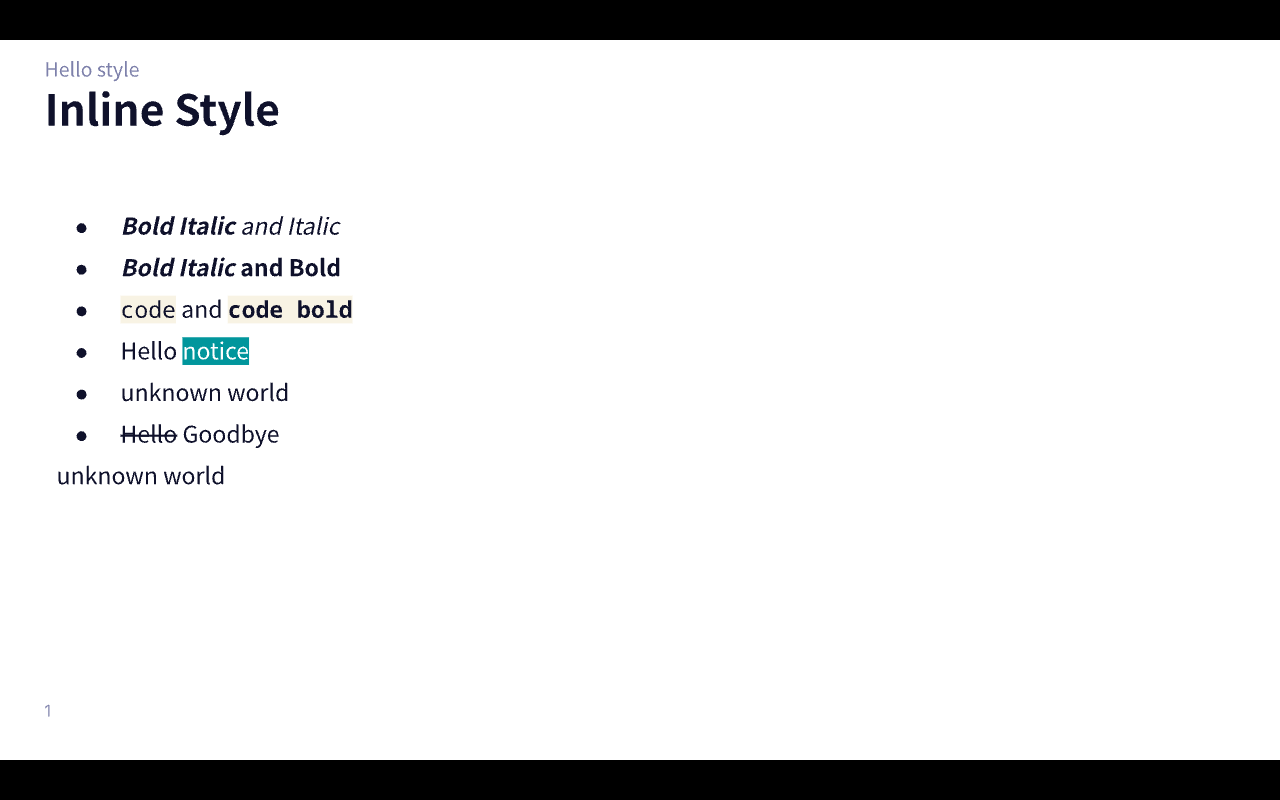 Hello style
Inline Style
● Bold Italic and Italic
● Bold Italic and Bold
● code and code bold
● Hello notice
● unknown world
● Hello Goodbye
unknown world
1